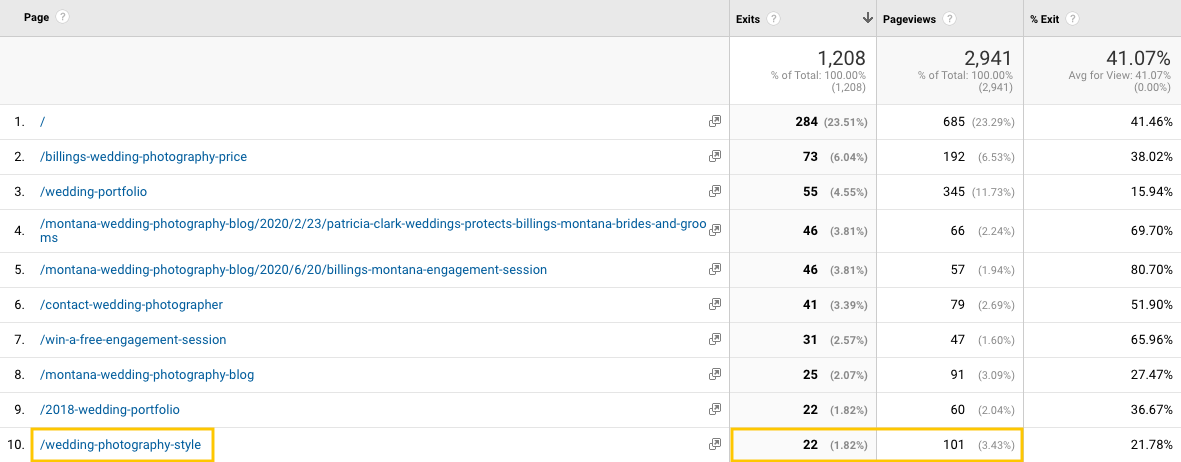 Page ? Exits ? Pageviews ? % Exit ?
1,208 2,941 41.07%
% of Total: 100.00% % of Total: 100.00% Avg for View: 41.07%
(1,208) (2,941) (0.00%)
1. / 284 (23.51%) 685 (23.29%) 41.46%
2. /billings-wedding-photography-price 73 (6.04%) 192 (6.53%) 38.02%
3. /wedding-portfolio 55 (4.55%) 345 (11.73%) 15.94%
4. /montana-wedding-photography-blog/2020/2/23/patricia-clark-weddings-protects-billings-montana-brides-and-groo
ms 46 (3.81%) 66 (2.24%) 69.70%
5. /montana-wedding-photography-blog/2020/6/20/billings-montana-engagement-session 46 (3.81%) 57 (1.94%) 80.70%
6. /contact-wedding-photographer 41 (3.39%) 79 (2.69%) 51.90%
7. /win-a-free-engagement-session 31 (2.57%) 47 (1.60%) 65.96%
8. /montana-wedding-photography-blog 25 (2.07%) 91 (3.09%) 27.47%
9. /2018-wedding-portfolio 22 (1.82%) 60 (2.04%) 36.67%
10. /wedding-photography-style 22 (1.82%) 101 (3.43%) 21.78%